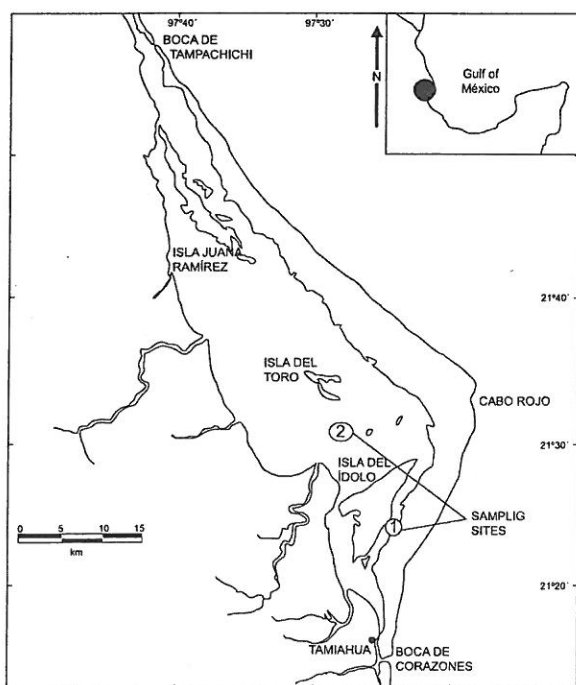 97°40´
97°30´
BOCA DE
TAMPACHICHI
N
Gulf of
México
ISLA JUANA
RAMÍREZ
21°40´
ISLA DEL
TORO
CABO ROJO
2
21°30´
ISLA DEL
ÍDOLO
SAMPLIG
SITES
1
0 5 10 15
km
21°20´
TAMIAHUA
BOCA DE
CORAZONES